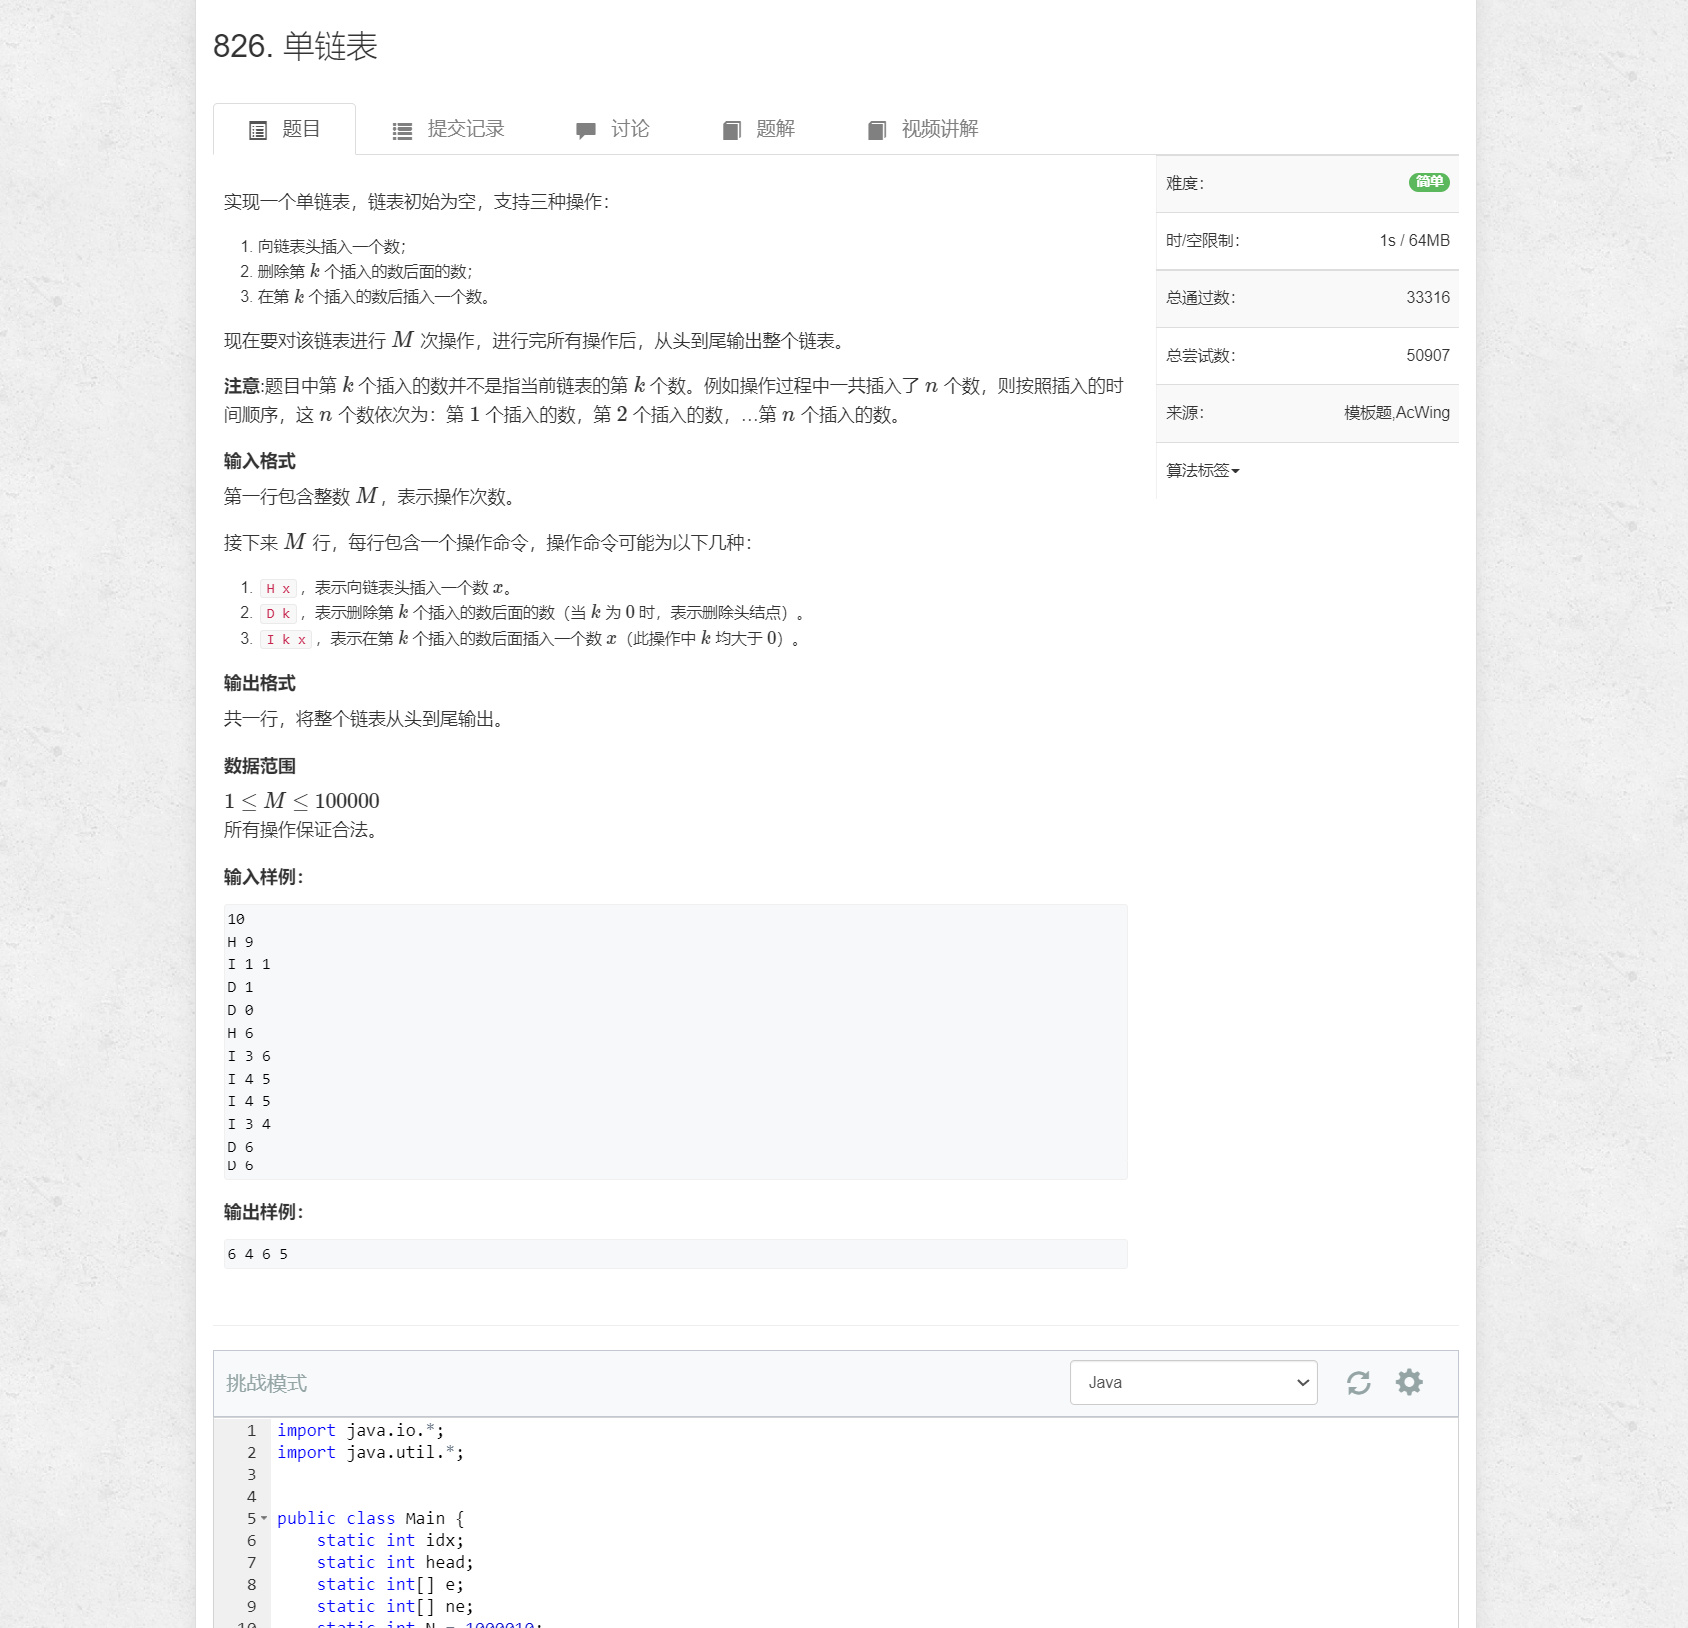 826. 单链表
题目
提交记录
讨论
题解
视频讲解
实现一个单链表，链表初始为空，支持三种操作：
1. 向链表头插入一个数；
2. 删除第 k 个插入的数后面的数；
3. 在第 k 个插入的数后插入一个数。
现在要对该链表进行 M 次操作，进行完所有操作后，从头到尾输出整个链表。
注意:题目中第 k 个插入的数并不是指当前链表的第 k 个数。例如操作过程中一共插入了 n 个数，则按照插入的时
间顺序，这 n 个数依次为：第 1 个插入的数，第 2 个插入的数，…第 n 个插入的数。
输入格式
第一行包含整数 M，表示操作次数。
接下来 M 行，每行包含一个操作命令，操作命令可能为以下几种：
1. H x，表示向链表头插入一个数 x。
2. D k，表示删除第 k 个插入的数后面的数（当 k 为 0 时，表示删除头结点）。
3. I k x，表示在第 k 个插入的数后面插入一个数 x（此操作中 k 均大于 0）。
输出格式
共一行，将整个链表从头到尾输出。
数据范围
1 ≤ M ≤ 100000
所有操作保证合法。
输入样例：
10
H 9
I 1 1
D 1
D 0
H 6
I 3 6
I 4 5
I 4 5
I 3 4
D 6
D 6
输出样例：
6 4 6 5
难度： 简单
时/空限制： 1s / 64MB
总通过数： 33316
总尝试数： 50907
来源： 模板题,AcWing
算法标签
挑战模式
Java
1 import java.io.*;
2 import java.util.*;
3
4
5 public class Main {
6 static int idx;
7 static int head;
8 static int[] e;
9 static int[] ne;
10 static int N = 1000010;